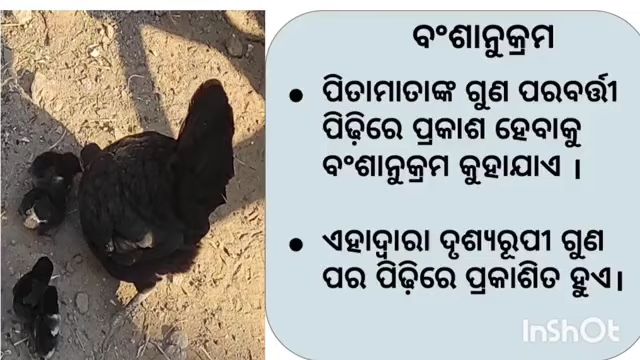 ବଂଶାନୁକ୍ରମ
• ପିତାମାତାଙ୍କ ଗୁଣ ପରବର୍ତ୍ତୀ
ପିଢ଼ିରେ ପ୍ରକାଶ ହେବାକୁ
ବଂଶାନୁକ୍ରମ କୁହାଯାଏ ।
• ଏହାଦ୍ଵାରା ଦୃଶ୍ୟରୂପୀ ଗୁଣ
ପର ପିଢ଼ିରେ ପ୍ରକାଶିତ ହୁଏ।
InShOt